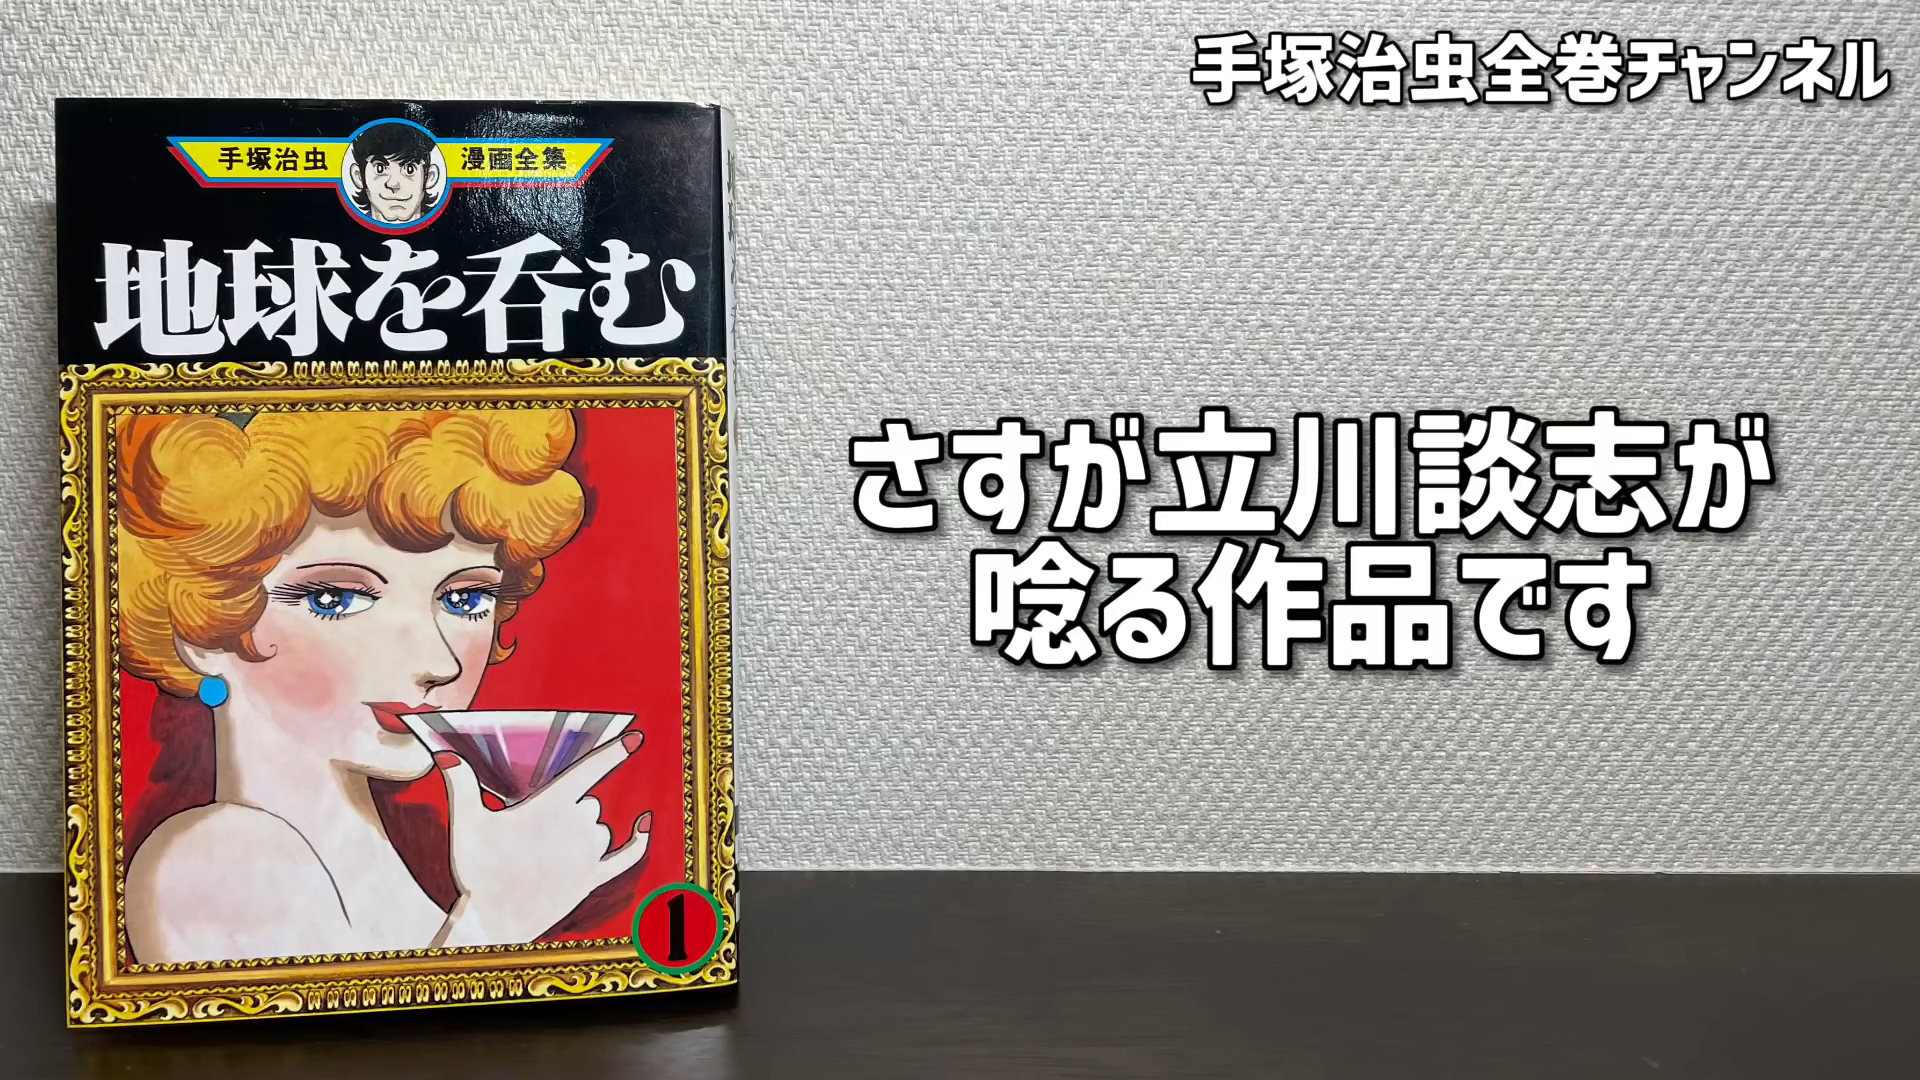 手塚治虫全巻チャンネル
手塚治虫
漫画全集
地球を呑む
さすが立川談志が
唸る作品です
1